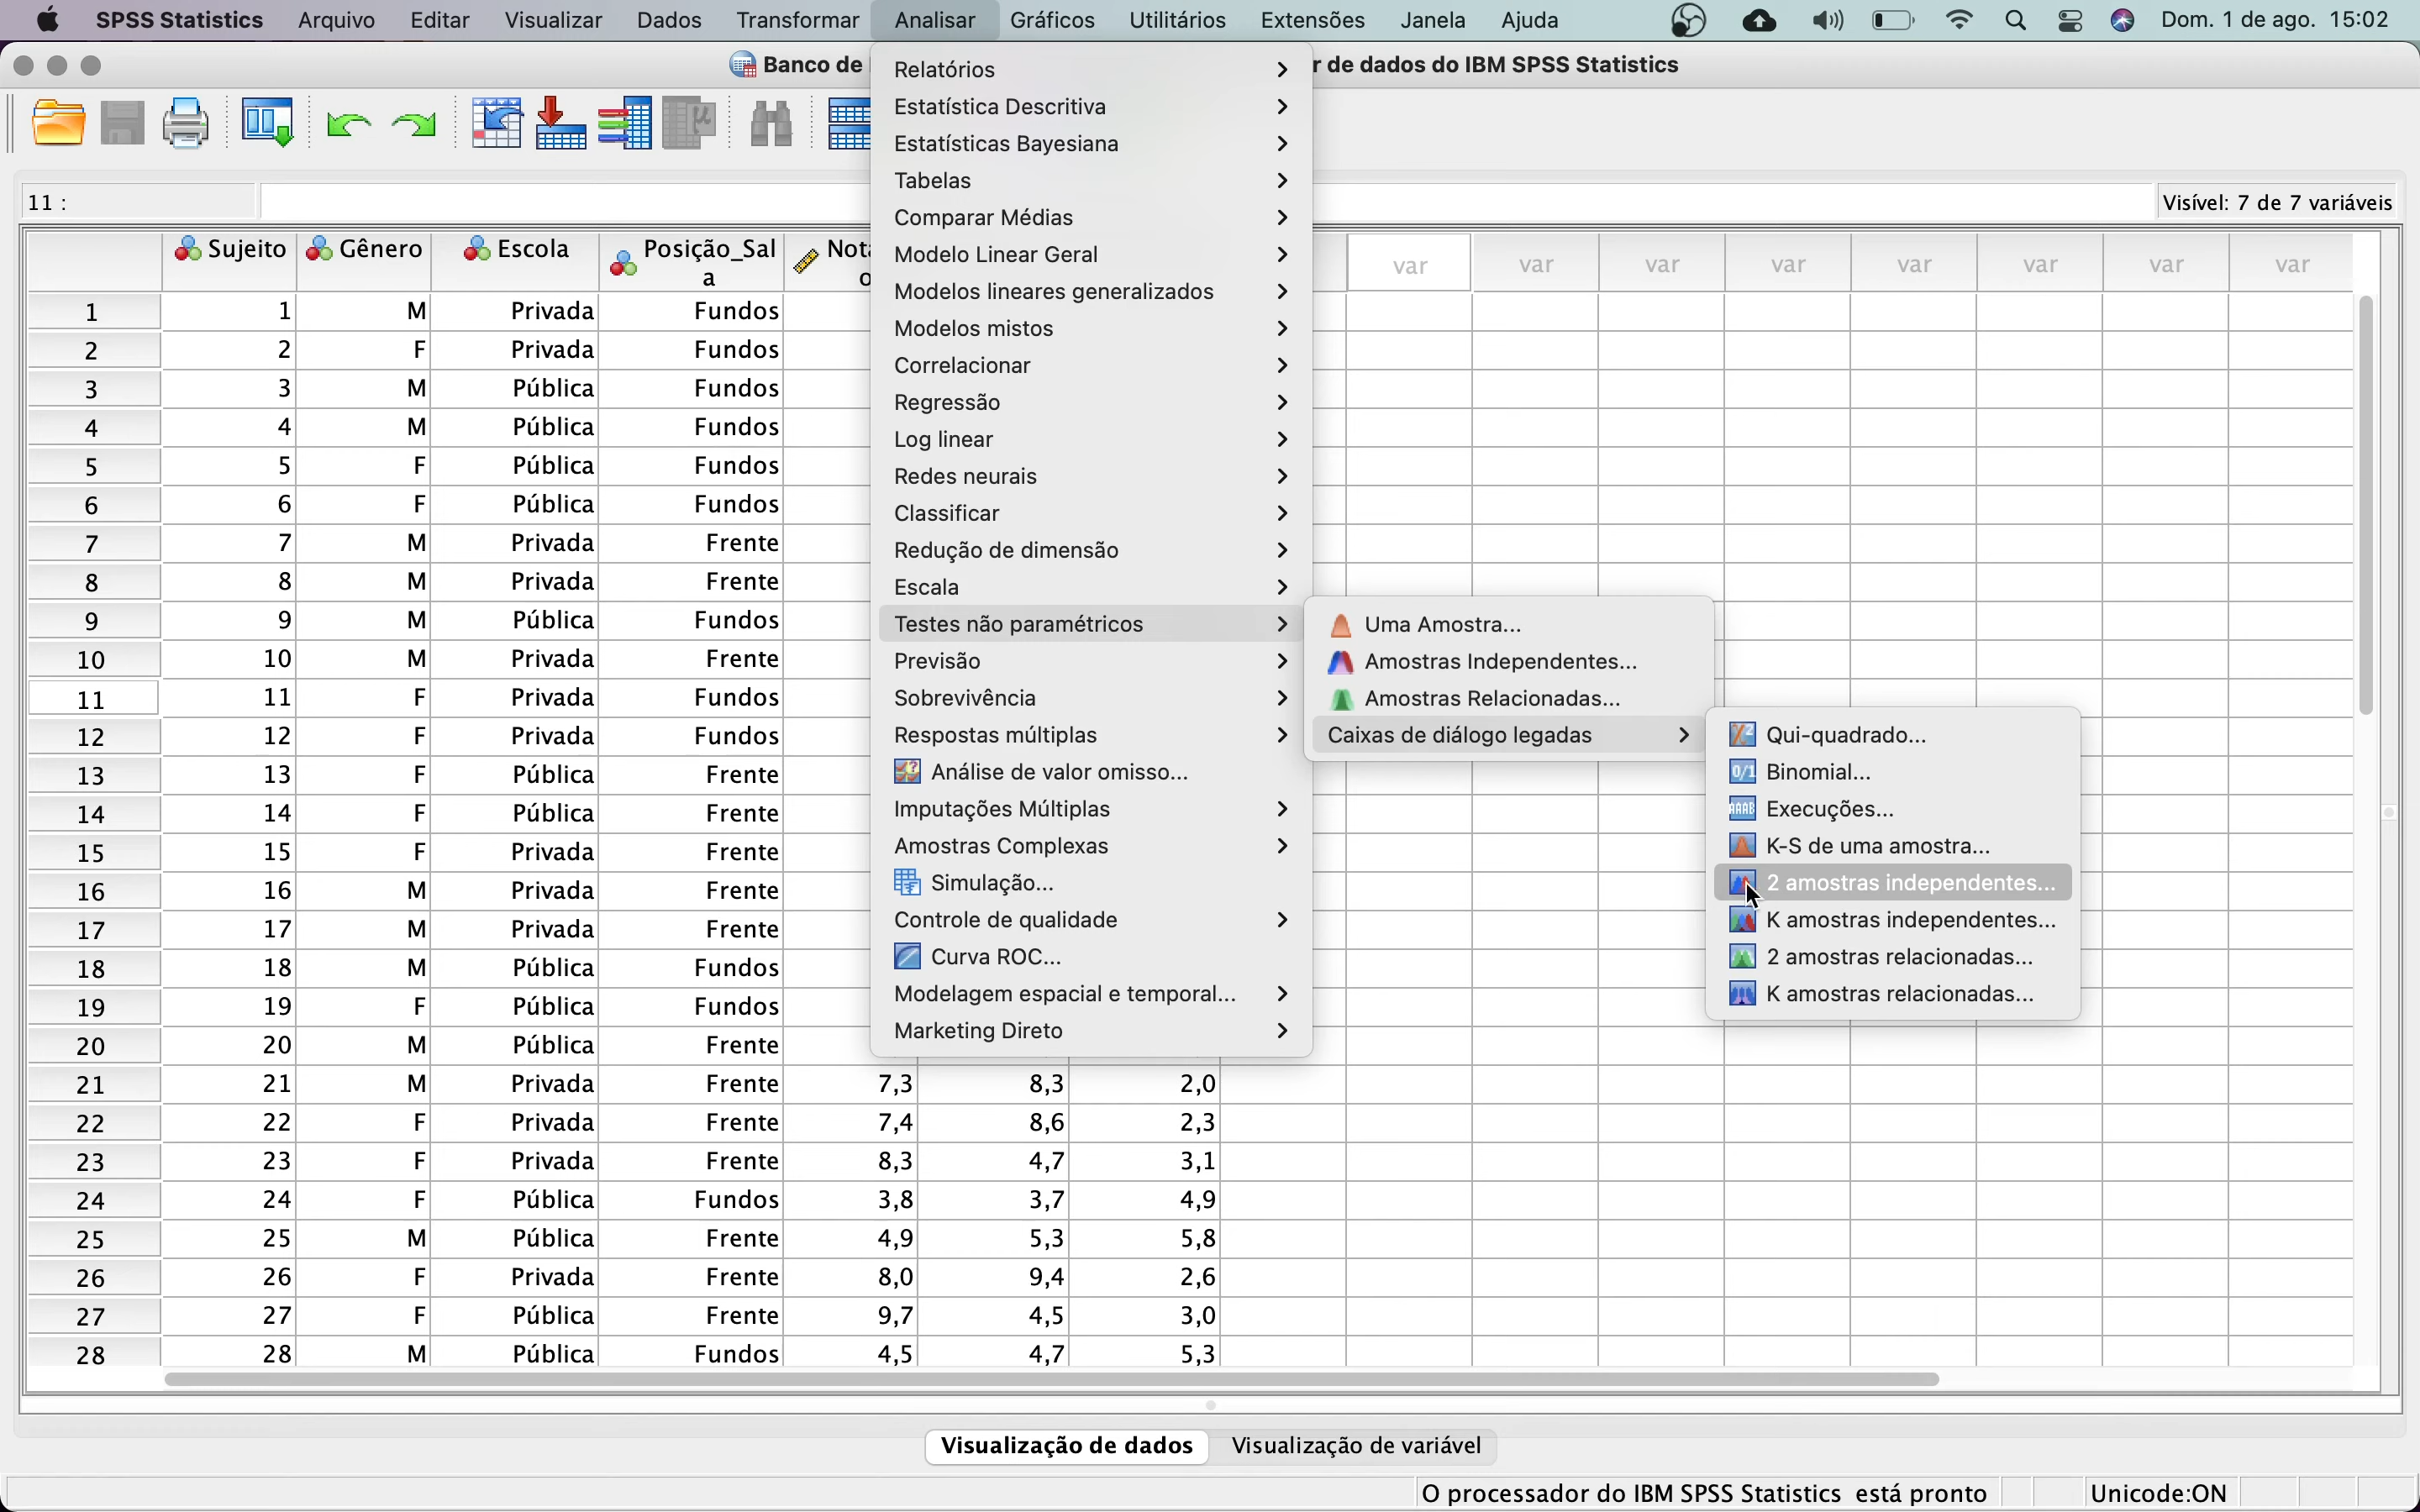 SPSS Statistics Arquivo Editar Visualizar Dados Transformar Analisar Gráficos Utilitários Extensões Janela Ajuda Dom. 1 de ago. 15:02
Banco de r de dados do IBM SPSS Statistics
11 : Visível: 7 de 7 variáveis
Sujeito Gênero Escola Posição_Sal a Nota o var var var var var var var var
1 1 M Privada Fundos
2 2 F Privada Fundos
3 3 M Pública Fundos
4 4 M Pública Fundos
5 5 F Pública Fundos
6 6 F Pública Fundos
7 7 M Privada Frente
8 8 M Privada Frente
9 9 M Pública Fundos
10 10 M Privada Frente
11 11 F Privada Fundos
12 12 F Privada Fundos
13 13 F Pública Frente
14 14 F Pública Frente
15 15 F Privada Frente
16 16 M Privada Frente
17 17 M Privada Frente
18 18 M Pública Fundos
19 19 F Pública Fundos
20 20 M Pública Frente
21 21 M Privada Frente 7,3 8,3 2,0
22 22 F Privada Frente 7,4 8,6 2,3
23 23 F Privada Frente 8,3 4,7 3,1
24 24 F Pública Fundos 3,8 3,7 4,9
25 25 M Pública Frente 4,9 5,3 5,8
26 26 F Privada Frente 8,0 9,4 2,6
27 27 F Pública Frente 9,7 4,5 3,0
28 28 M Pública Fundos 4,5 4,7 5,3
Relatórios
Estatística Descritiva
Estatísticas Bayesiana
Tabelas
Comparar Médias
Modelo Linear Geral
Modelos lineares generalizados
Modelos mistos
Correlacionar
Regressão
Log linear
Redes neurais
Classificar
Redução de dimensão
Escala
Testes não paramétricos
Previsão
Sobrevivência
Respostas múltiplas
Análise de valor omisso...
Imputações Múltiplas
Amostras Complexas
Simulação...
Controle de qualidade
Curva ROC...
Modelagem espacial e temporal...
Marketing Direto
Uma Amostra...
Amostras Independentes...
Amostras Relacionadas...
Caixas de diálogo legadas
Qui-quadrado...
Binomial...
Execuções...
K-S de uma amostra...
2 amostras independentes...
K amostras independentes...
2 amostras relacionadas...
K amostras relacionadas...
Visualização de dados Visualização de variável
O processador do IBM SPSS Statistics está pronto Unicode:ON